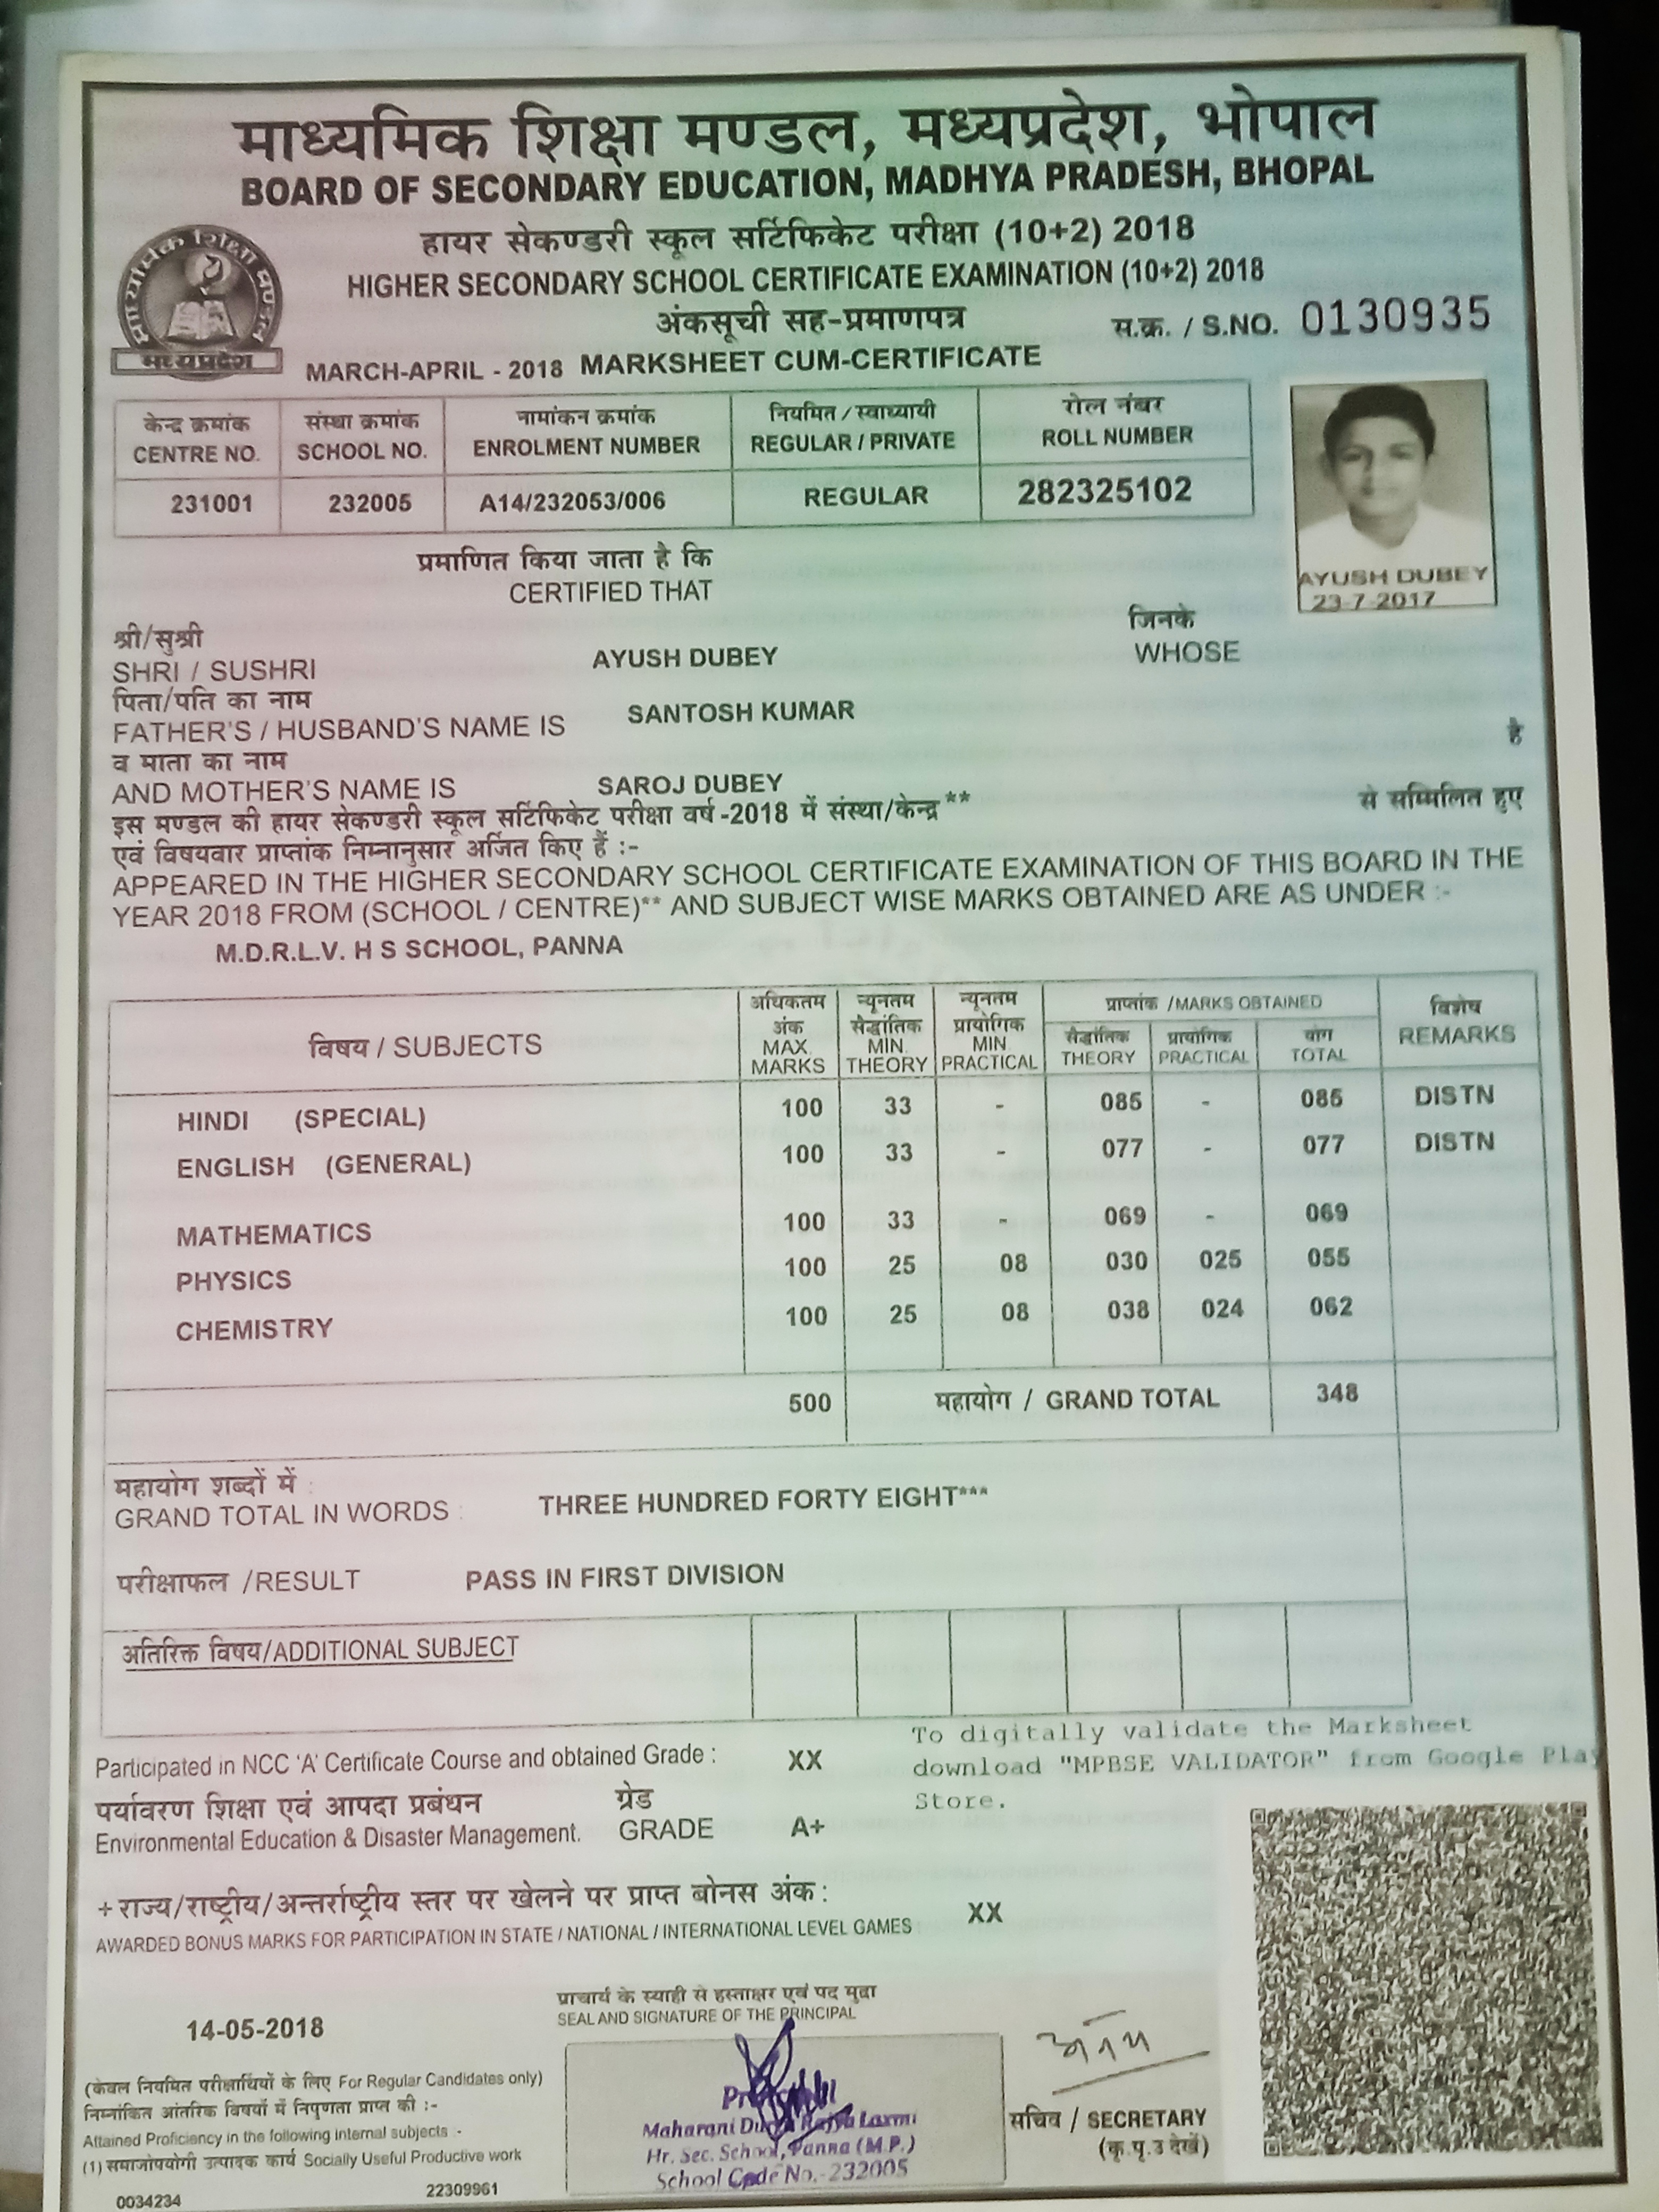 माध्यमिक शिक्षा मण्डल, मध्यप्रदेश, भोपाल
BOARD OF SECONDARY EDUCATION, MADHYA PRADESH, BHOPAL
हायर सेकण्डरी स्कूल सर्टिफिकेट परीक्षा (10+2) 2018
HIGHER SECONDARY SCHOOL CERTIFICATE EXAMINATION (10+2) 2018
माध्यमिक शिक्षा मण्डल
मध्यप्रदेश
अंकसूची सह-प्रमाणपत्र
स.क्र. / S.NO. 0130935
MARCH-APRIL - 2018 MARKSHEET CUM-CERTIFICATE
केन्द्र क्रमांक संस्था क्रमांक नामांकन क्रमांक नियमित / स्वाध्यायी रोल नंबर
CENTRE NO. SCHOOL NO. ENROLMENT NUMBER REGULAR / PRIVATE ROLL NUMBER
231001 232005 A14/232053/006 REGULAR 282325102
AYUSH DUBEY
23-7-2017
प्रमाणित किया जाता है कि
CERTIFIED THAT
श्री/सुश्री जिनके
SHRI / SUSHRI AYUSH DUBEY WHOSE
पिता/पति का नाम
FATHER'S / HUSBAND'S NAME IS SANTOSH KUMAR
व माता का नाम है
AND MOTHER'S NAME IS SAROJ DUBEY
इस मण्डल की हायर सेकण्डरी स्कूल सर्टिफिकेट परीक्षा वर्ष-2018 में संस्था/केन्द्र** से सम्मिलित हुए
एवं विषयवार प्राप्तांक निम्नानुसार अर्जित किए हैं :-
APPEARED IN THE HIGHER SECONDARY SCHOOL CERTIFICATE EXAMINATION OF THIS BOARD IN THE
YEAR 2018 FROM (SCHOOL / CENTRE)** AND SUBJECT WISE MARKS OBTAINED ARE AS UNDER :-
M.D.R.L.V. H S SCHOOL, PANNA
विषय / SUBJECTS
अधिकतम
अंक
MAX.
MARKS
न्यूनतम
सैद्धांतिक
MIN.
THEORY
न्यूनतम
प्रायोगिक
MIN.
PRACTICAL
प्राप्तांक /MARKS OBTAINED
सैद्धांतिक प्रायोगिक योग
THEORY PRACTICAL TOTAL
विशेष
REMARKS
HINDI (SPECIAL) 100 33 - 085 - 085 DISTN
ENGLISH (GENERAL) 100 33 - 077 - 077 DISTN
MATHEMATICS 100 33 - 069 - 069
PHYSICS 100 25 08 030 025 055
CHEMISTRY 100 25 08 038 024 062
500 महायोग / GRAND TOTAL 348
महायोग शब्दों में :
GRAND TOTAL IN WORDS : THREE HUNDRED FORTY EIGHT***
परीक्षाफल /RESULT PASS IN FIRST DIVISION
अतिरिक्त विषय/ADDITIONAL SUBJECT
Participated in NCC 'A' Certificate Course and obtained Grade : XX
To digitally validate the Marksheet
download "MPBSE VALIDATOR" from Google Play
Store.
पर्यावरण शिक्षा एवं आपदा प्रबंधन ग्रेड
Environmental Education & Disaster Management. GRADE A+
+राज्य/राष्ट्रीय/अन्तर्राष्ट्रीय स्तर पर खेलने पर प्राप्त बोनस अंक : XX
AWARDED BONUS MARKS FOR PARTICIPATION IN STATE / NATIONAL / INTERNATIONAL LEVEL GAMES
14-05-2018
प्राचार्य के स्याही से हस्ताक्षर एवं पद मुद्रा
SEAL AND SIGNATURE OF THE PRINCIPAL
Maharani Durga Rajya Laxmi
Hr. Sec. School, Panna (M.P.)
School Code No.-232005
सचिव / SECRETARY
(कृ.पृ.उ देखें)
(केवल नियमित परीक्षार्थियों के लिए For Regular Candidates only)
निम्नांकित आंतरिक विषयों में निपुणता प्राप्त की :-
Attained Proficiency in the following internal subjects :-
(1) समाजोपयोगी उत्पादक कार्य Socially Useful Productive work
0034234 22309961